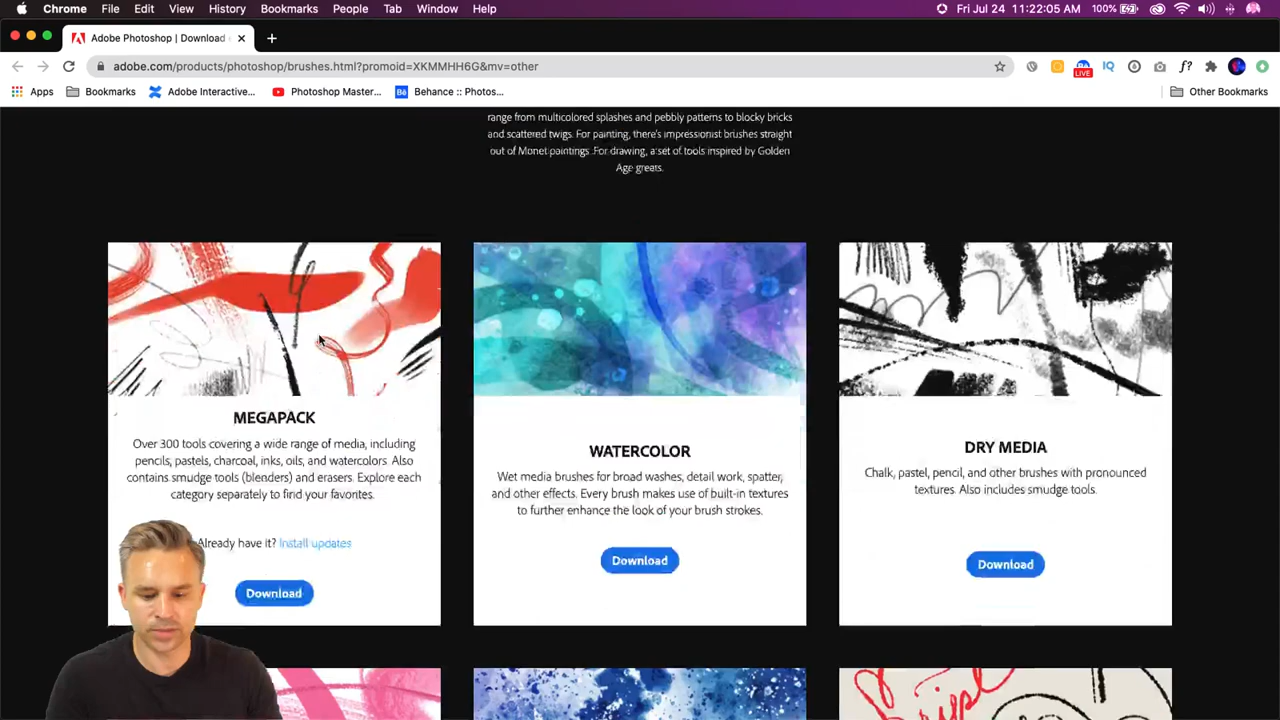 Chrome File Edit View History Bookmarks People Tab Window Help 100% Fri Jul 24 11:22:05 AM
Adobe Photoshop | Download
adobe.com/products/photoshop/brushes.html?promoid=XKMMHH6G&mv=other
Apps Bookmarks Adobe Interactive... Photoshop Master... Behance :: Photos... Other Bookmarks
LIVE
IQ
f?
range from multicolored splashes and pebbly patterns to blocky bricks
and scattered twigs. For painting, there's impressionist brushes straight
out of Monet paintings. For drawing, a set of tools inspired by Golden
Age greats.
MEGAPACK
Over 300 tools covering a wide range of media, including
pencils, pastels, charcoal, inks, oils, and watercolors. Also
contains smudge tools (blenders) and erasers. Explore each
category separately to find your favorites.
Already have it? Install updates
Download
WATERCOLOR
Wet media brushes for broad washes, detail work, spatter,
and other effects. Every brush makes use of built-in textures
to further enhance the look of your brush strokes.
Download
DRY MEDIA
Chalk, pastel, pencil, and other brushes with pronounced
textures. Also includes smudge tools.
Download